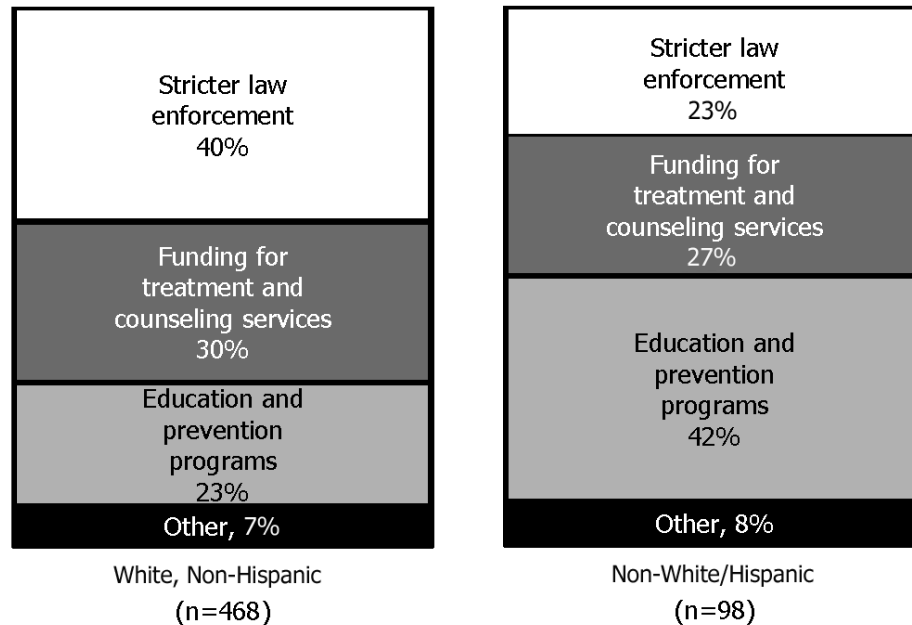 Stricter law
enforcement
40%
Funding for
treatment and
counseling services
30%
Education and
prevention
programs
23%
Other, 7%
White, Non-Hispanic
(n=468)
Stricter law
enforcement
23%
Funding for
treatment and
counseling services
27%
Education and
prevention
programs
42%
Other, 8%
Non-White/Hispanic
(n=98)